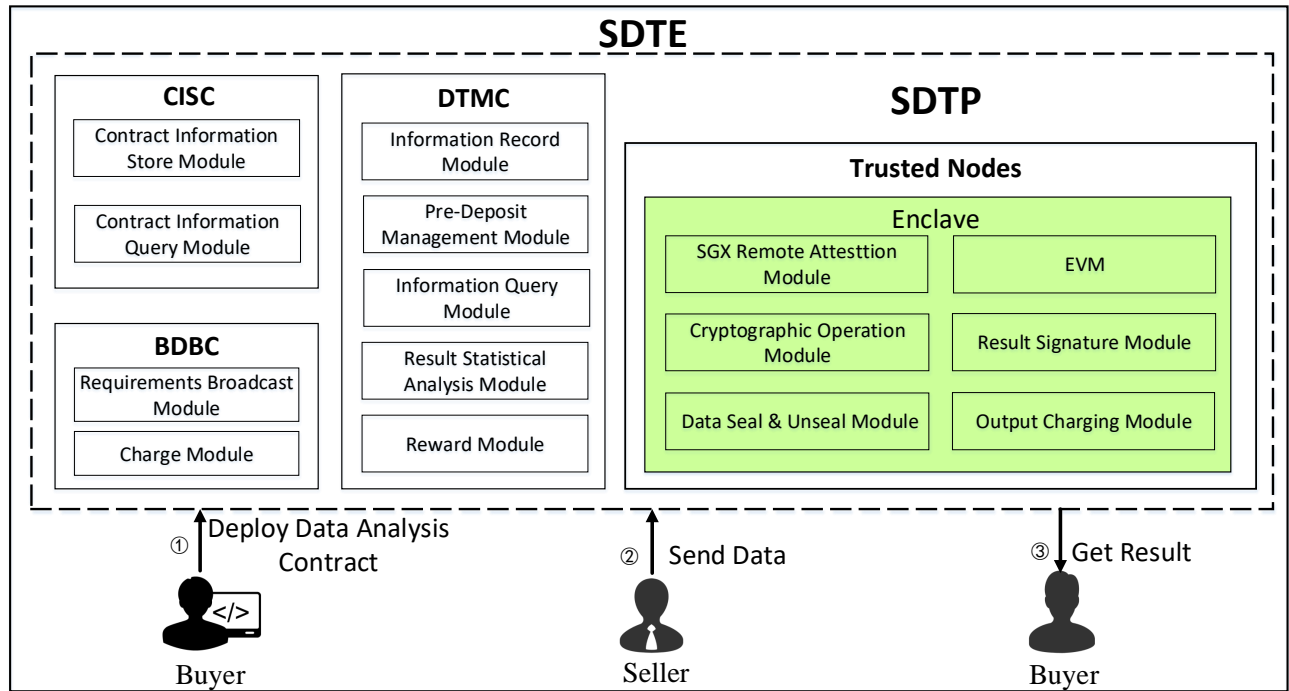 SDTE
CISC
Contract Information
Store Module
Contract Information
Query Module
BDBC
Requirements Broadcast
Module
Charge Module
DTMC
Information Record
Module
Pre-Deposit
Management Module
Information Query
Module
Result Statistical
Analysis Module
Reward Module
SDTP
Trusted Nodes
Enclave
SGX Remote Attesttion
Module
EVM
Cryptographic Operation
Module
Result Signature Module
Data Seal & Unseal Module
Output Charging Module
① Deploy Data Analysis
Contract
</>
Buyer
② Send Data
Seller
③ Get Result
Buyer